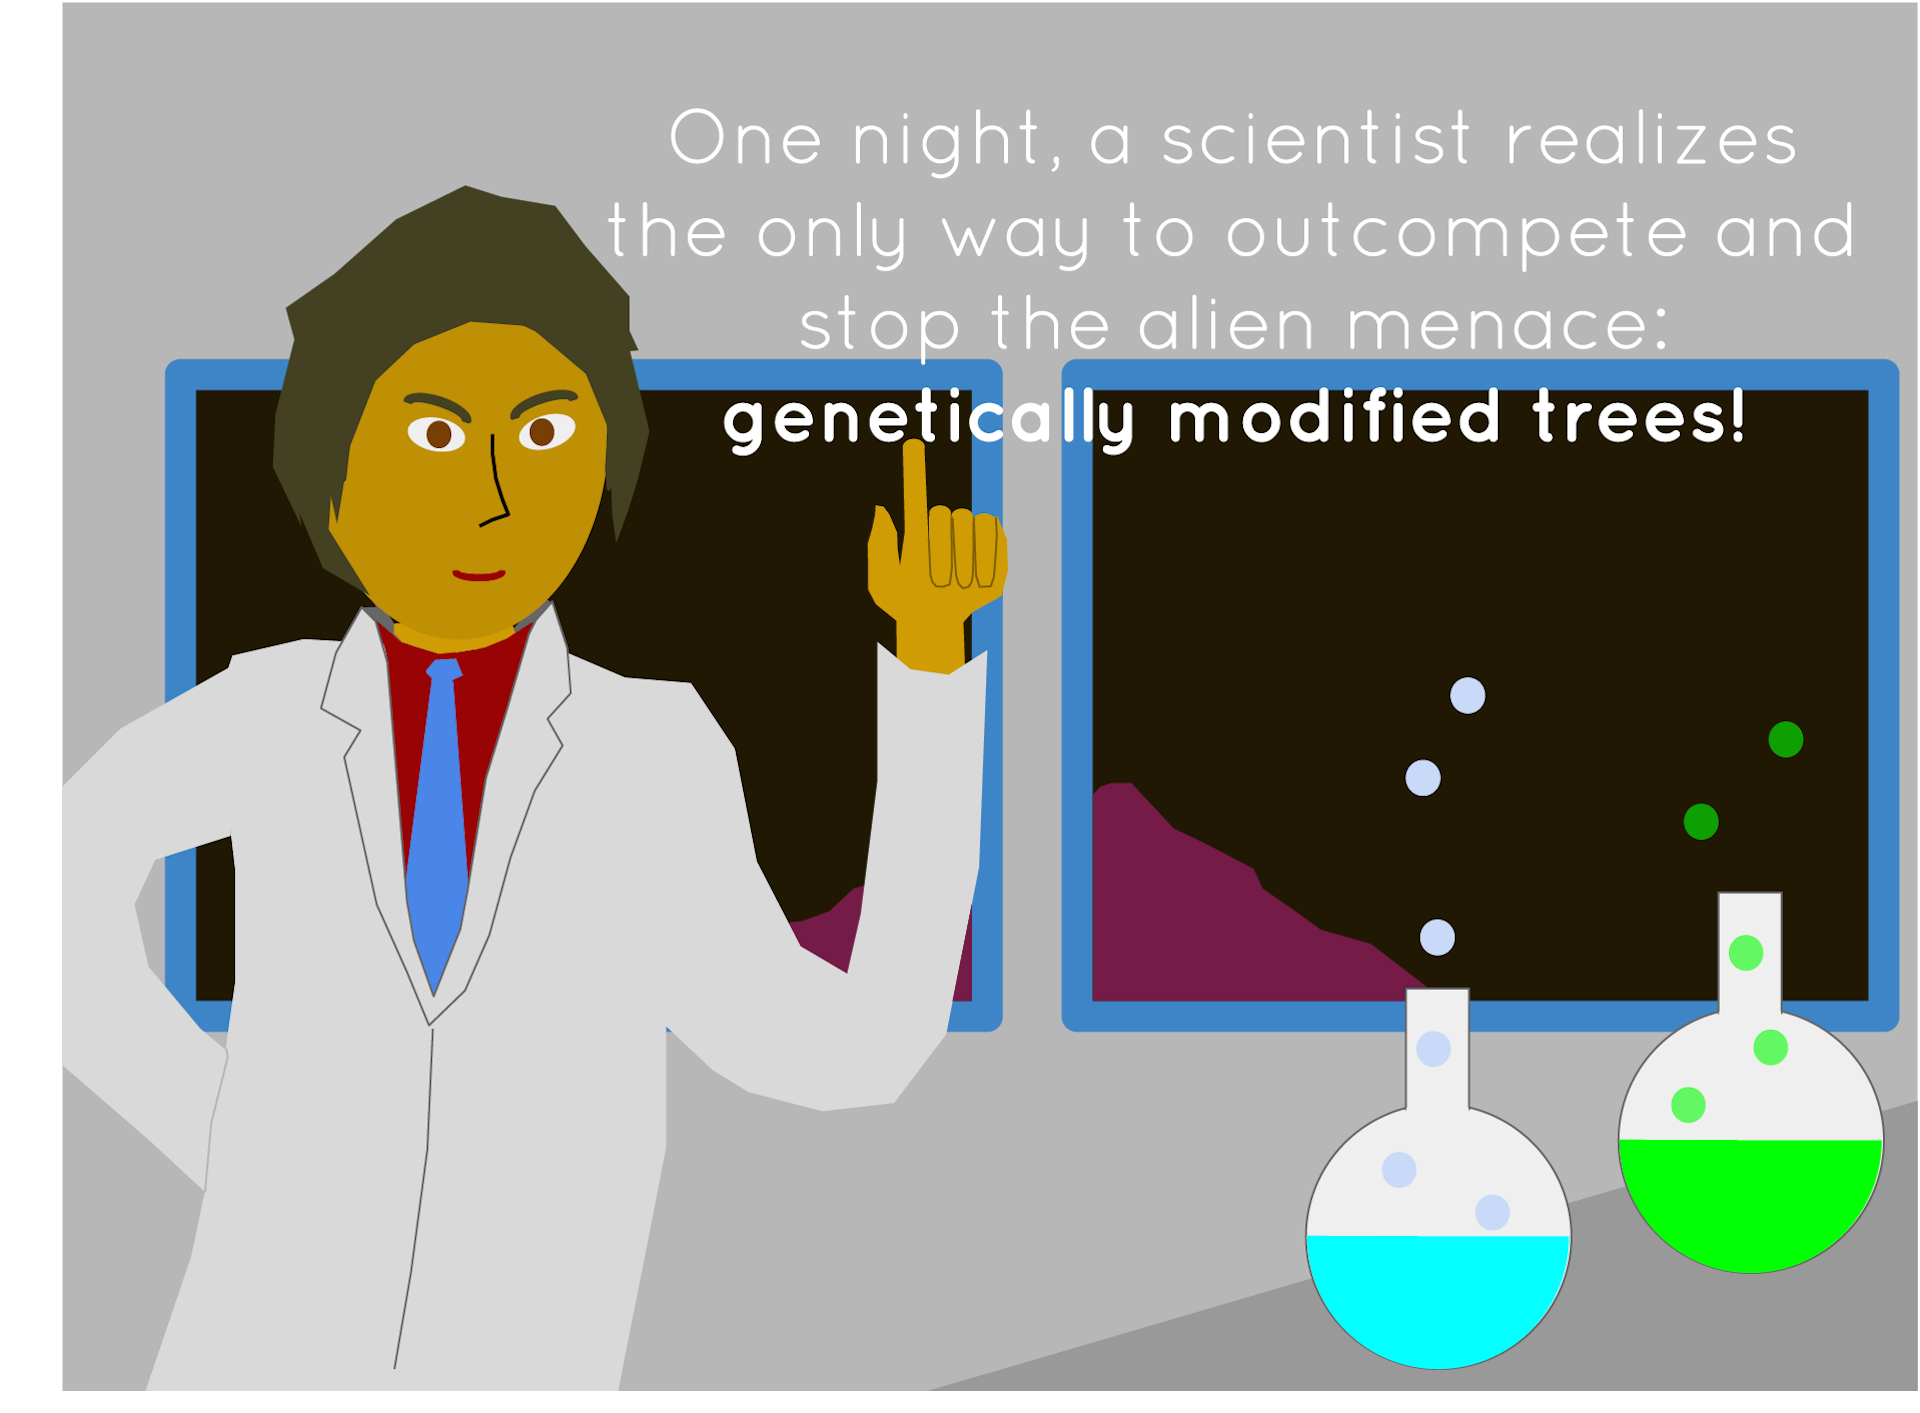 One night, a scientist realizes
the only way to outcompete and
stop the alien menace:
genetically modified trees!